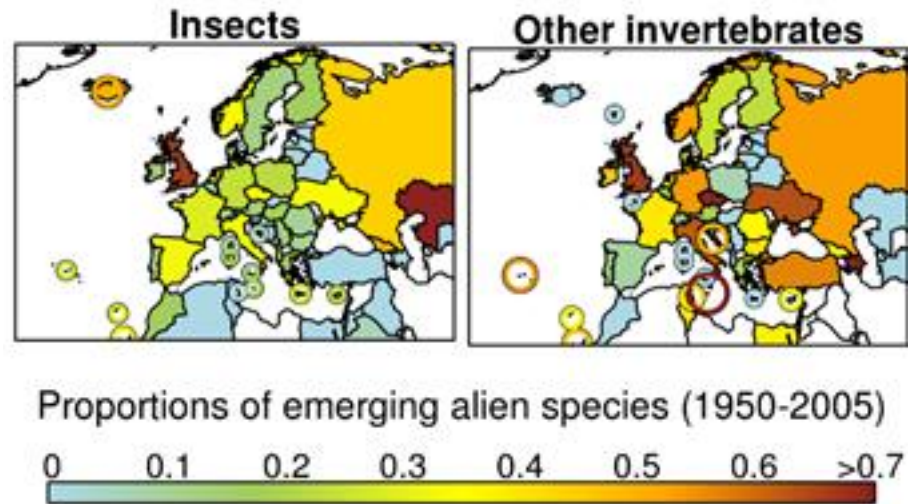 Insects
Other invertebrates
Proportions of emerging alien species (1950-2005)
0 0.1 0.2 0.3 0.4 0.5 0.6 >0.7